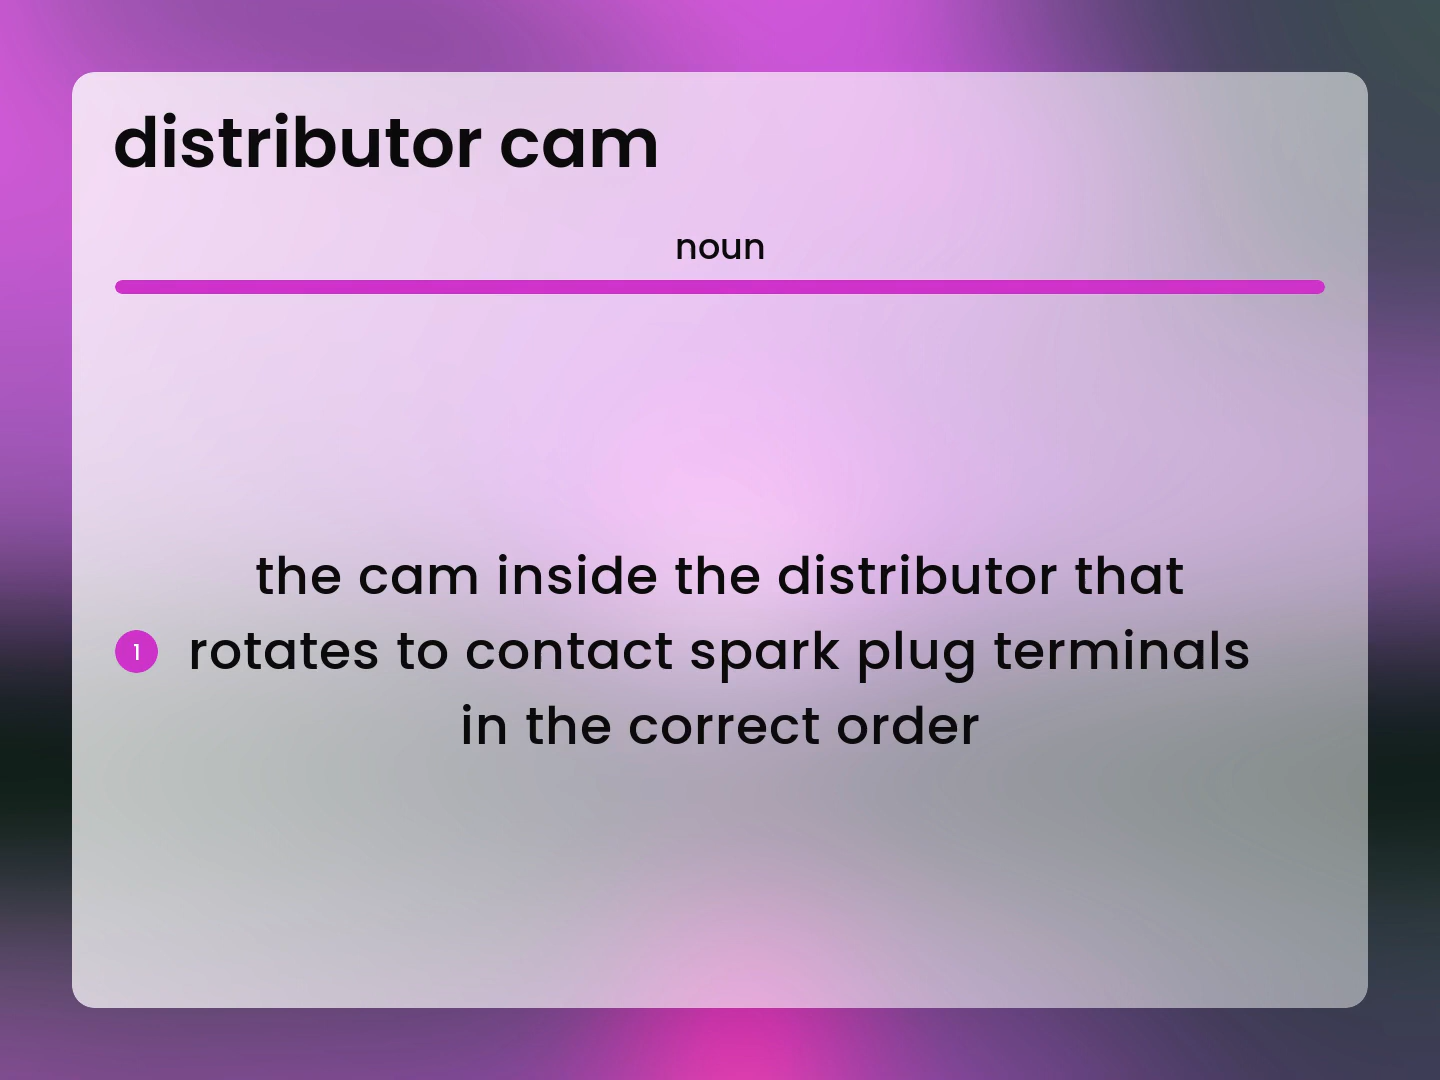 distributor cam
noun
the cam inside the distributor that
1 rotates to contact spark plug terminals
in the correct order